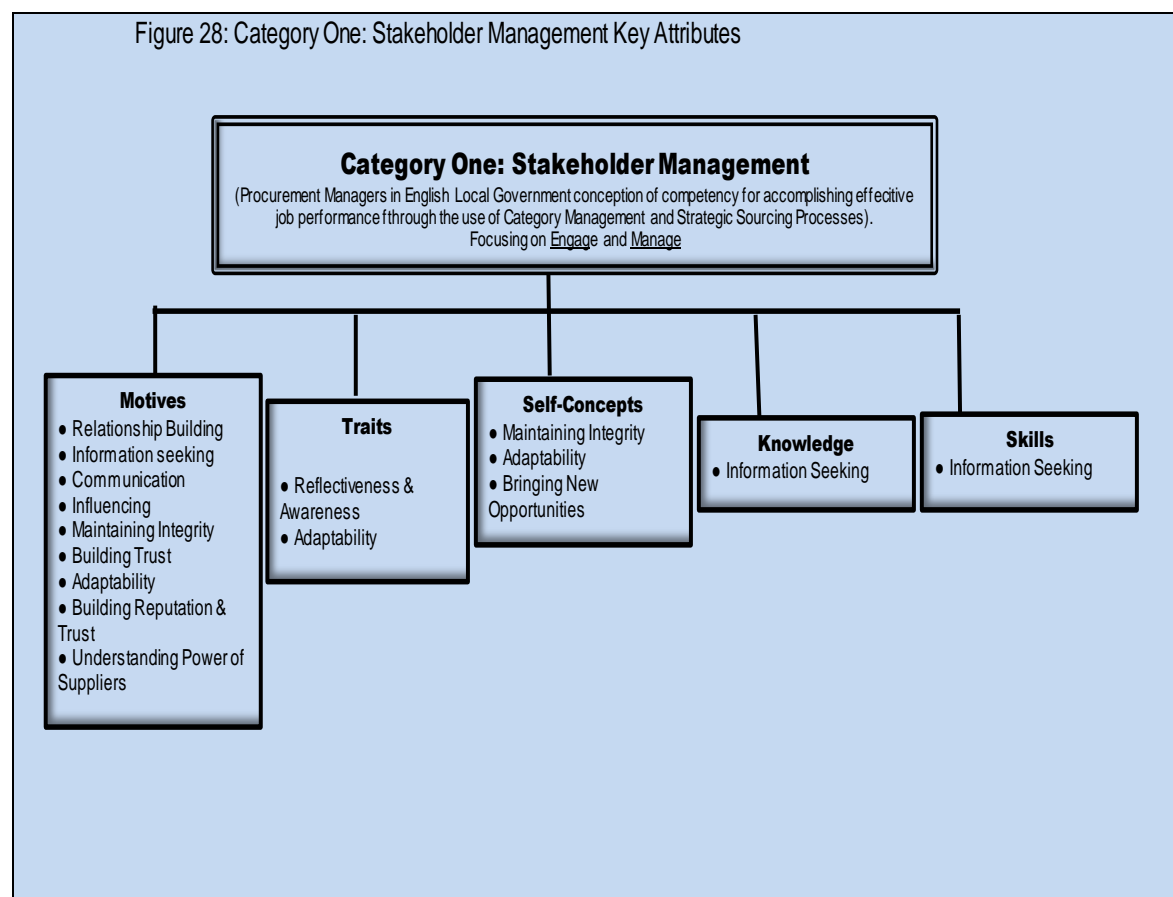 Figure 28: Category One: Stakeholder Management Key Attributes
Category One: Stakeholder Management
(Procurement Managers in English Local Government conception of competency for accomplishing effecitive
job performance fthrough the use of Category Management and Strategic Sourcing Processes).
Focusing on Engage and Manage
Motives
● Relationship Building
● Information seeking
● Communication
● Influencing
● Maintaining Integrity
● Building Trust
● Adaptability
● Building Reputation &
Trust
● Understanding Power of
Suppliers
Traits
● Reflectiveness &
Awareness
● Adaptability
Self-Concepts
● Maintaining Integrity
● Adaptability
● Bringing New
Opportunities
Knowledge
● Information Seeking
Skills
● Information Seeking